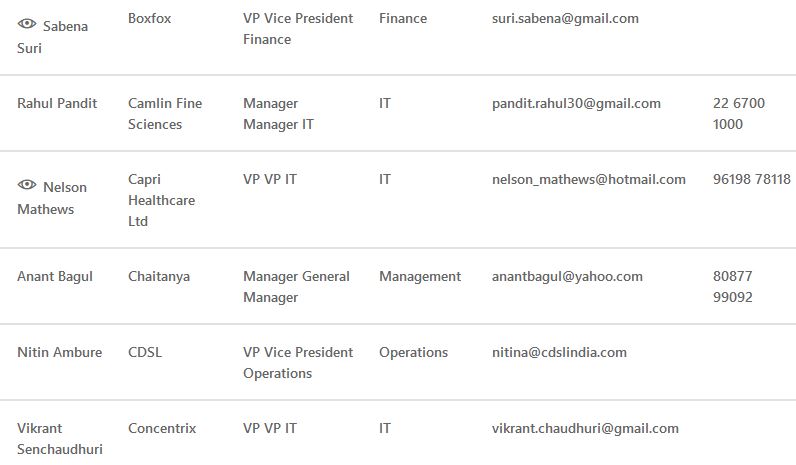 Sabena Suri Boxfox VP Vice President Finance Finance suri.sabena@gmail.com
Rahul Pandit Camlin Fine Sciences Manager Manager IT IT pandit.rahul30@gmail.com 22 6700 1000
Nelson Mathews Capri Healthcare Ltd VP VP IT IT nelson_mathews@hotmail.com 96198 78118
Anant Bagul Chaitanya Manager General Manager Management anantbagul@yahoo.com 80877 99092
Nitin Ambure CDSL VP Vice President Operations Operations nitina@cdslindia.com
Vikrant Senchaudhuri Concentrix VP VP IT IT vikrant.chaudhuri@gmail.com